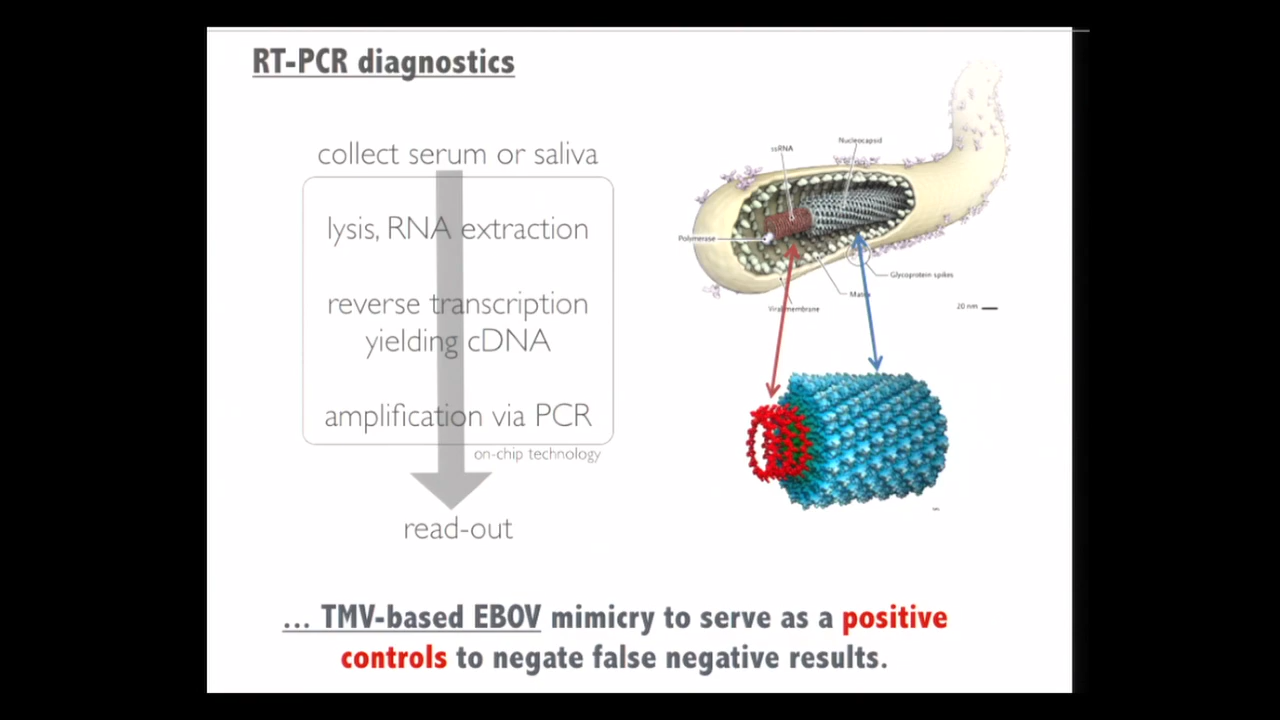 RT-PCR diagnostics
collect serum or saliva
lysis, RNA extraction
reverse transcription
yielding cDNA
amplification via PCR
on-chip technology
read-out
ssRNA
Nucleocapsid
Polymerase
Glycoprotein spikes
Matrix
Viral membrane
20 nm
... TMV-based EBOV mimicry to serve as a positive
controls to negate false negative results.